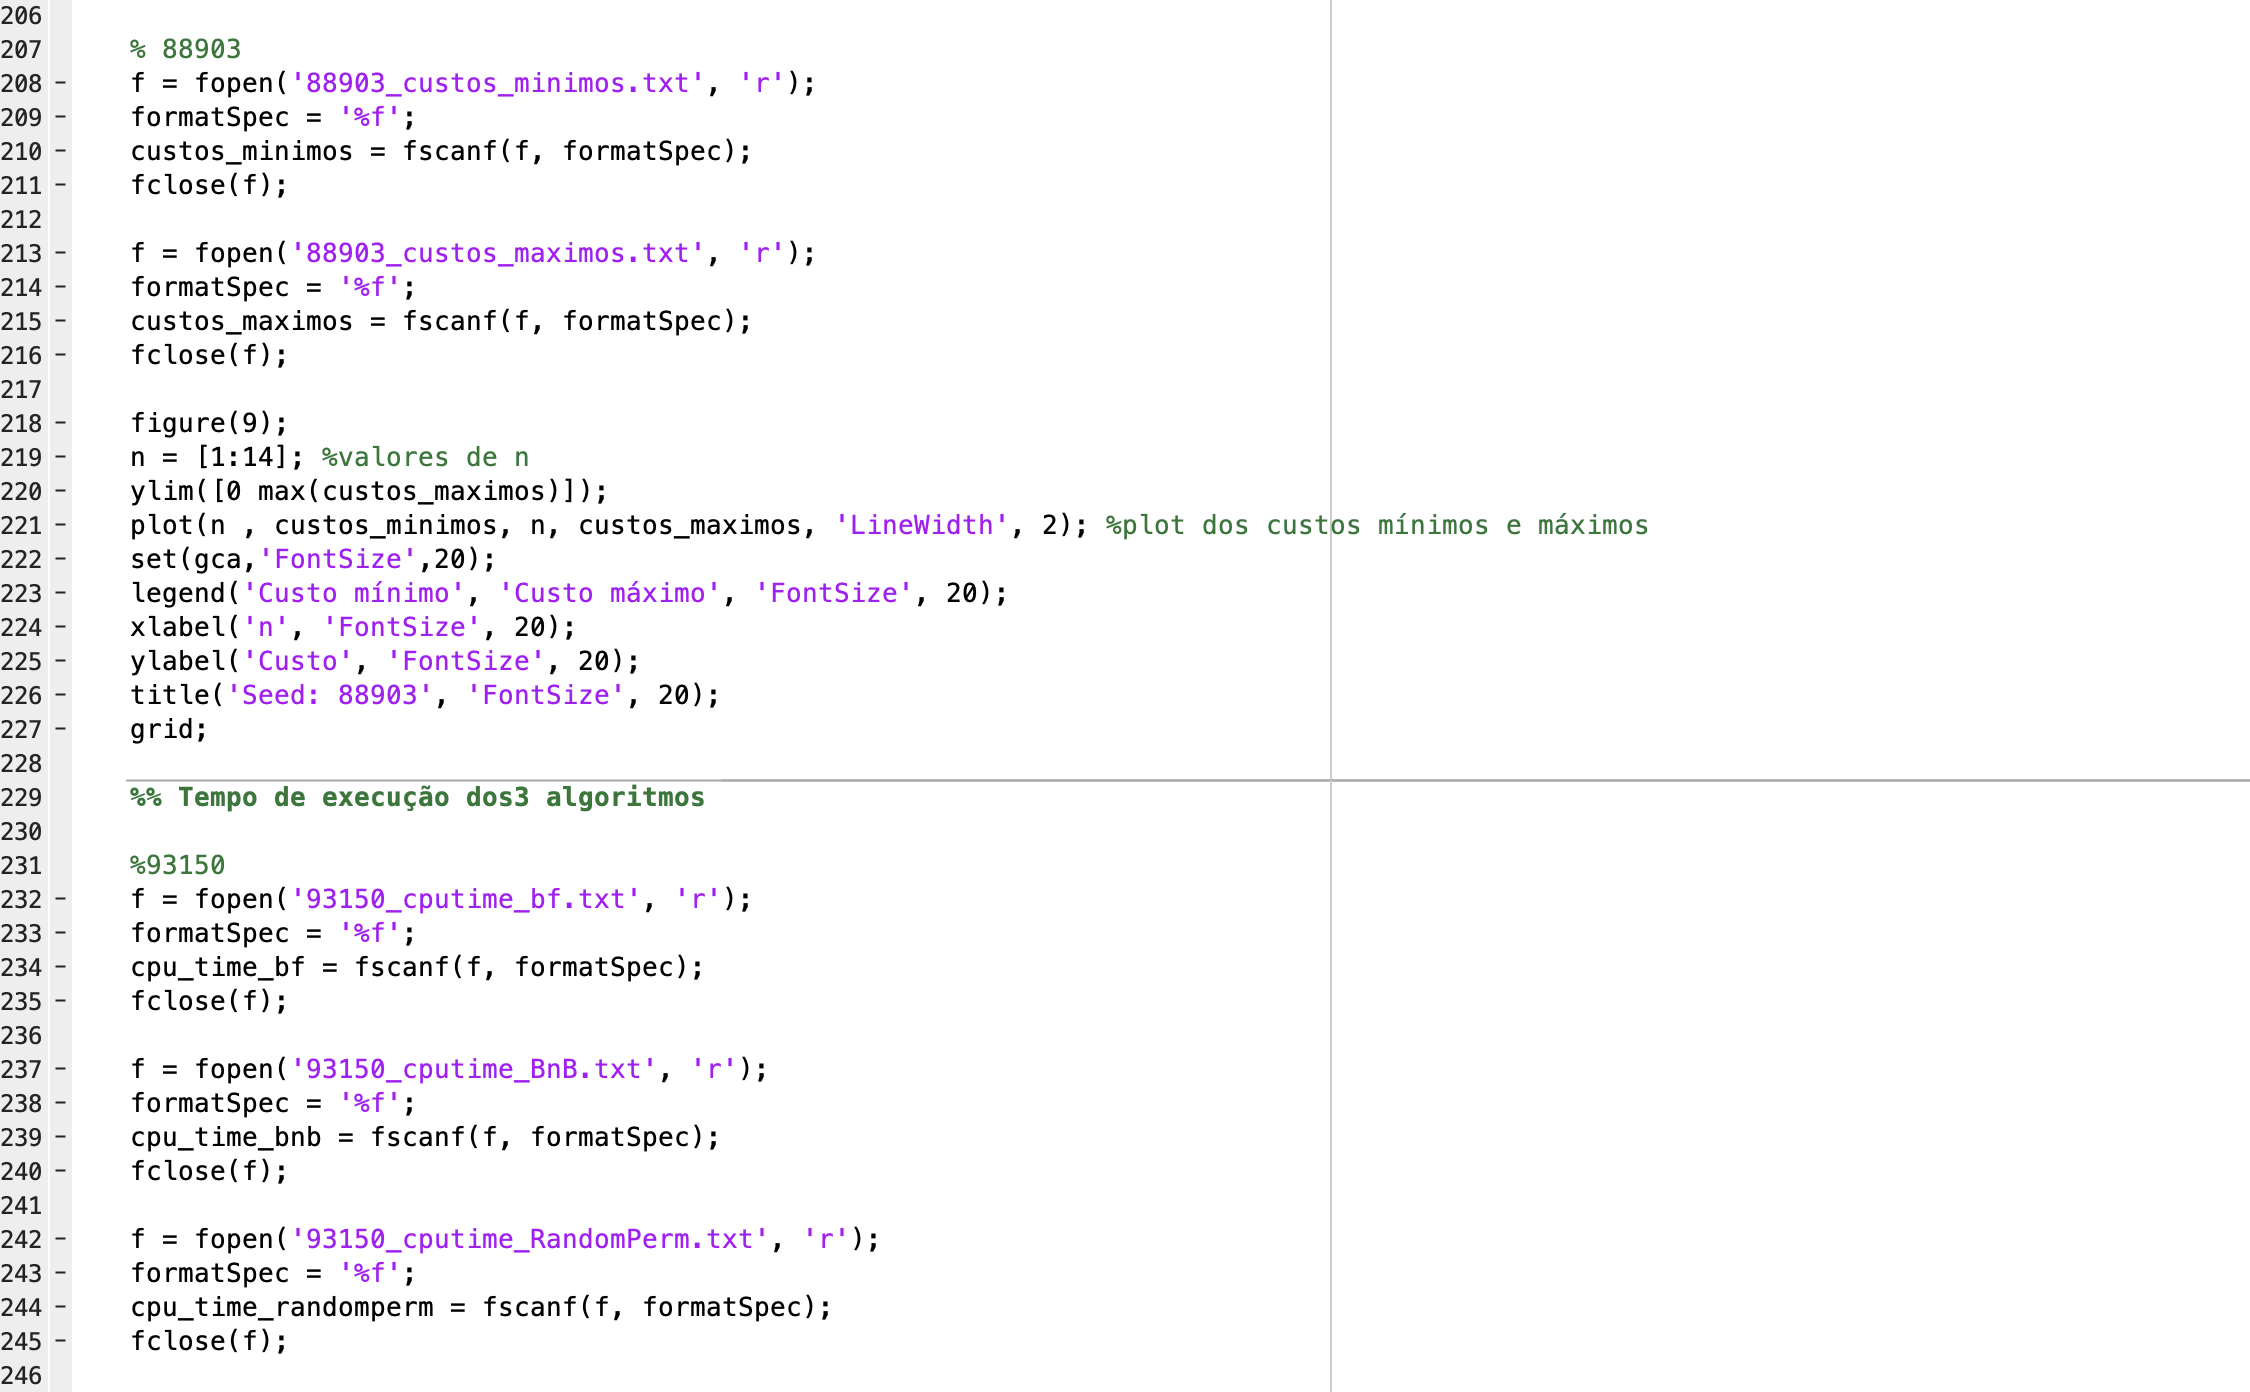 206
207 % 88903
208 - f = fopen('88903_custos_minimos.txt', 'r');
209 - formatSpec = '%f';
210 - custos_minimos = fscanf(f, formatSpec);
211 - fclose(f);
212
213 - f = fopen('88903_custos_maximos.txt', 'r');
214 - formatSpec = '%f';
215 - custos_maximos = fscanf(f, formatSpec);
216 - fclose(f);
217
218 - figure(9);
219 - n = [1:14]; %valores de n
220 - ylim([0 max(custos_maximos)]);
221 - plot(n , custos_minimos, n, custos_maximos, 'LineWidth', 2); %plot dos custos mínimos e máximos
222 - set(gca,'FontSize',20);
223 - legend('Custo mínimo', 'Custo máximo', 'FontSize', 20);
224 - xlabel('n', 'FontSize', 20);
225 - ylabel('Custo', 'FontSize', 20);
226 - title('Seed: 88903', 'FontSize', 20);
227 - grid;
228
229 %% Tempo de execução dos3 algoritmos
230
231 %93150
232 - f = fopen('93150_cputime_bf.txt', 'r');
233 - formatSpec = '%f';
234 - cpu_time_bf = fscanf(f, formatSpec);
235 - fclose(f);
236
237 - f = fopen('93150_cputime_BnB.txt', 'r');
238 - formatSpec = '%f';
239 - cpu_time_bnb = fscanf(f, formatSpec);
240 - fclose(f);
241
242 - f = fopen('93150_cputime_RandomPerm.txt', 'r');
243 - formatSpec = '%f';
244 - cpu_time_randomperm = fscanf(f, formatSpec);
245 - fclose(f);
246